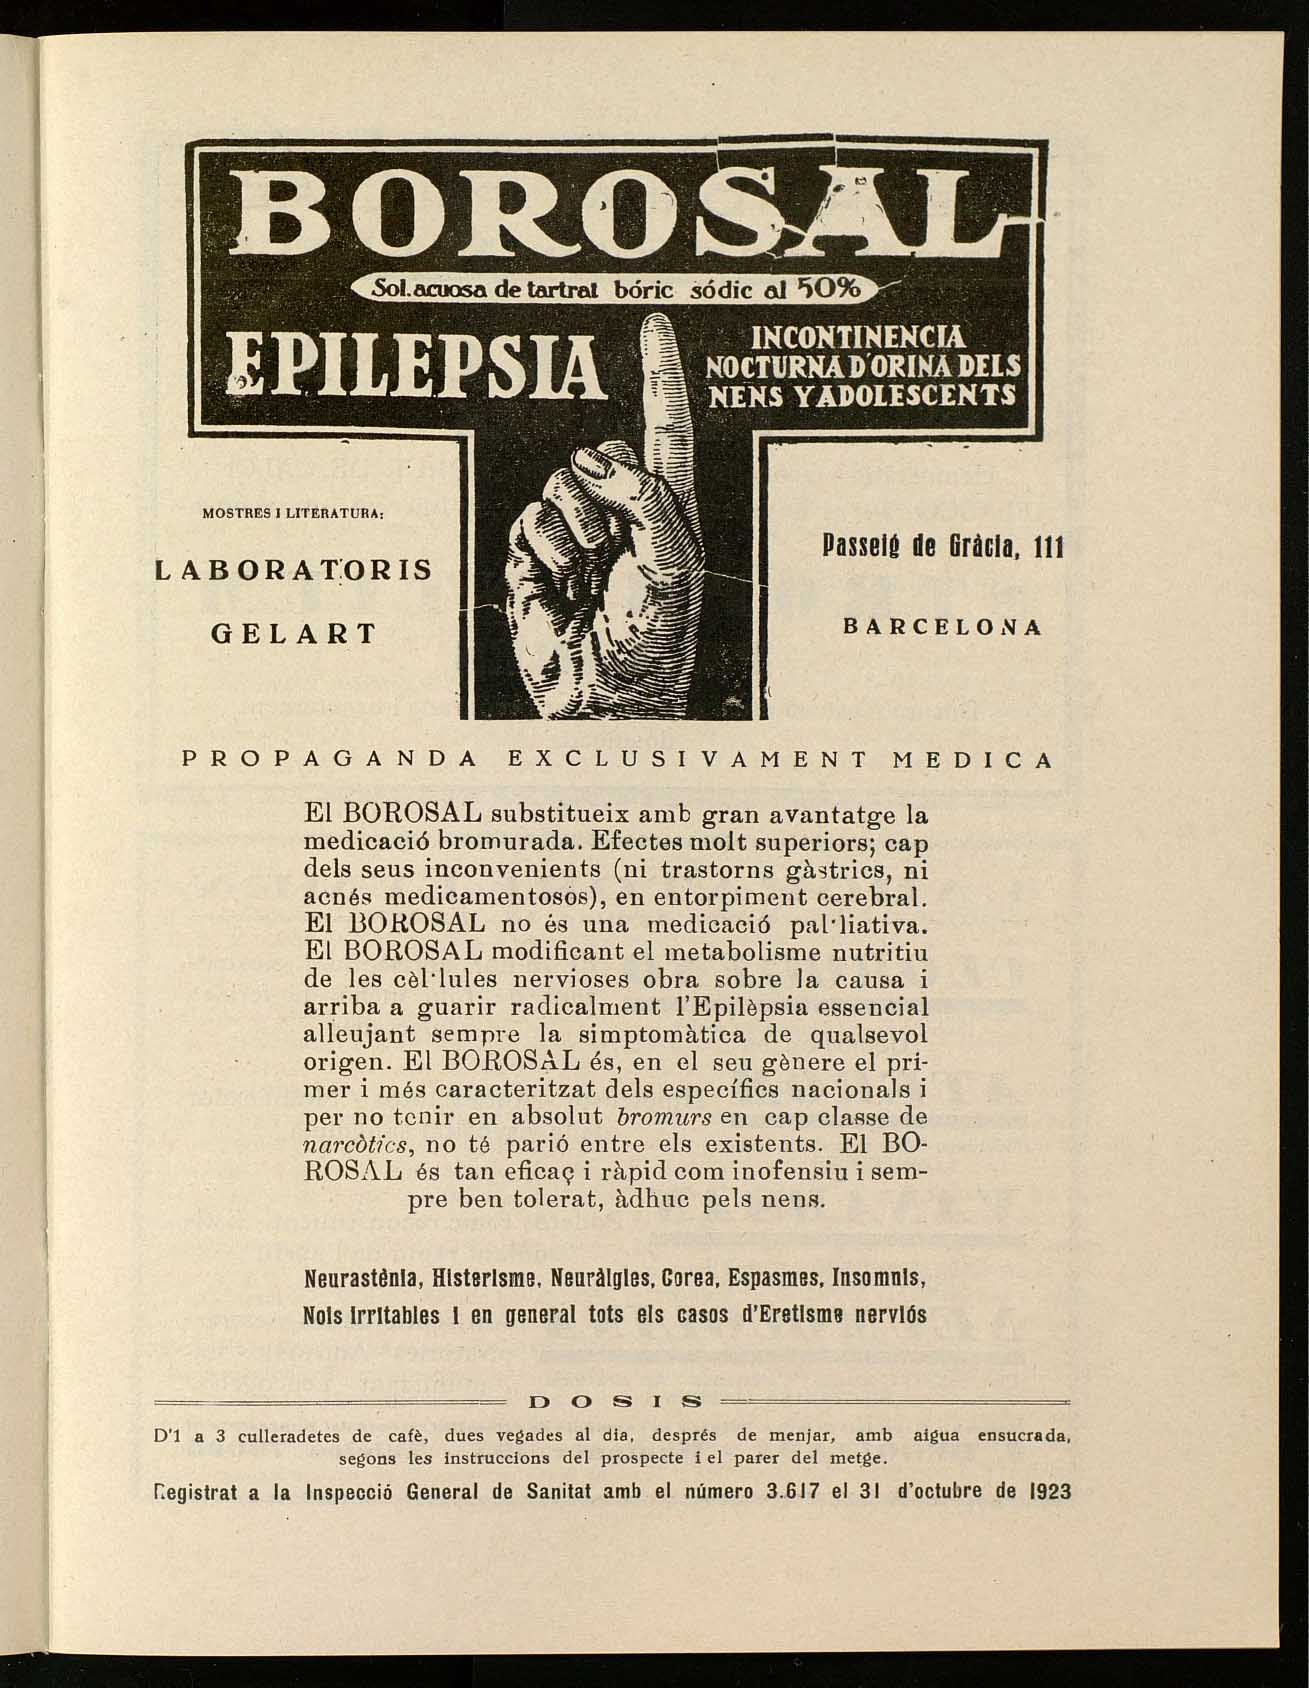 BOROSAL
Sol. acuosa de tartrat bóric sódic al 50%
EPILEPSIA
INCONTINENCIA
NOCTURNA D'ORINA DELS
NENS Y ADOLESCENTS
MOSTRES I LITERATURA:
LABORATORIS
GELART
Passeig de Gràcia, 111
BARCELONA
PROPAGANDA EXCLUSIVAMENT MEDICA
El BOROSAL substitueix amb gran avantatge la
medicació bromurada. Efectes molt superiors; cap
dels seus inconvenients (ni trastorns gàstrics, ni
acnés medicamentosos), en entorpiment cerebral.
El BOROSAL no és una medicació pal·liativa.
El BOROSAL modificant el metabolisme nutritiu
de les cèl·lules nervioses obra sobre la causa i
arriba a guarir radicalment l'Epilèpsia essencial
alleujant sempre la simptomàtica de qualsevol
origen. El BOROSAL és, en el seu gènere el pri-
mer i més caracteritzat dels específics nacionals i
per no tenir en absolut bromurs en cap classe de
narcòtics, no té parió entre els existents. El BO-
ROSAL és tan eficaç i ràpid com inofensiu i sem-
pre ben tolerat, àdhuc pels nens.
Neurastènia, Histerisme, Neuràlgies, Corea, Espasmes, Insomnis,
Nois Irritables i en general tots els casos d'Eretisme nerviós
DOSIS
D'1 a 3 culleradetes de cafè, dues vegades al dia, després de menjar, amb aigua ensucrada,
segons les instruccions del prospecte i el parer del metge.
Registrat a la Inspecció General de Sanitat amb el número 3.617 el 31 d'octubre de 1923